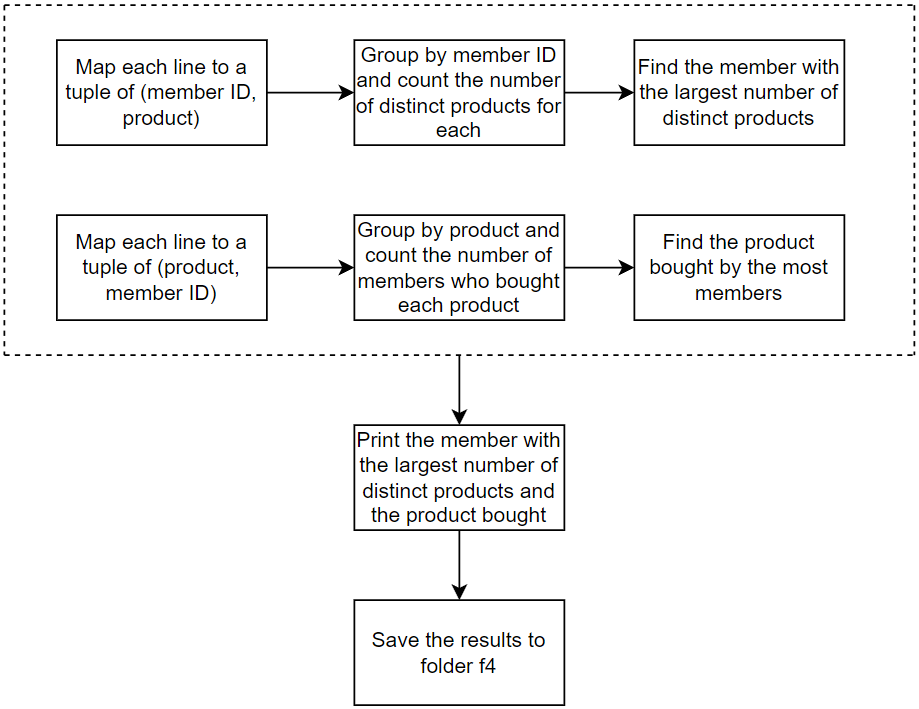 Map each line to a
tuple of (member ID,
product)
Group by member ID
and count the number
of distinct products for
each
Find the member with
the largest number of
distinct products
Map each line to a
tuple of (product,
member ID)
Group by product and
count the number of
members who bought
each product
Find the product
bought by the most
members
Print the member with
the largest number of
distinct products and
the product bought
Save the results to
folder f4